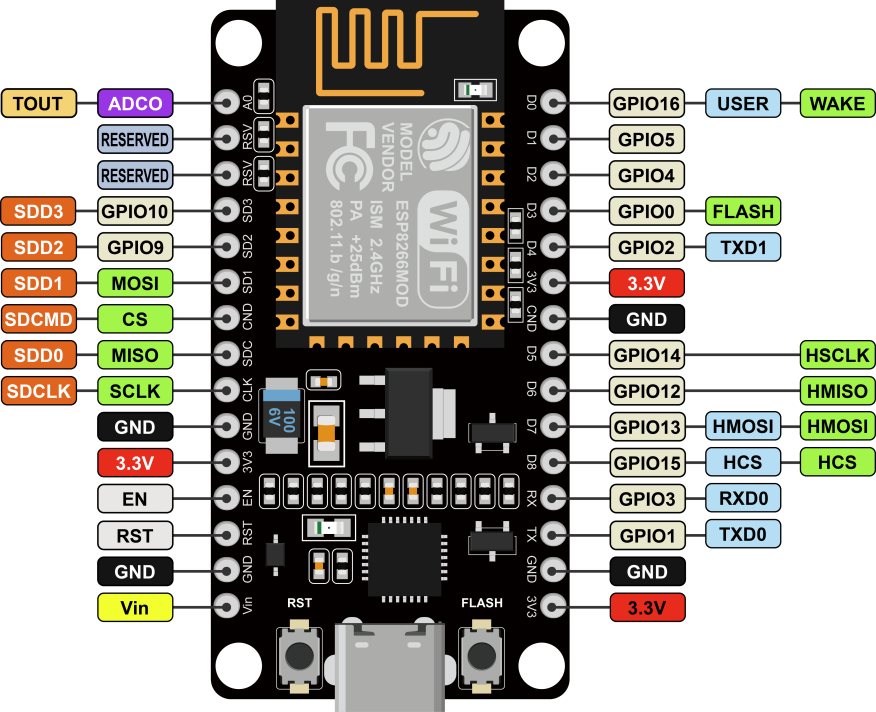 TOUT ADCO A0 D0 GPIO16 USER WAKE
RESERVED RSV D1 GPIO5
RESERVED RSV D2 GPIO4
SDD3 GPIO10 SD3 D3 GPIO0 FLASH
SDD2 GPIO9 SD2 D4 GPIO2 TXD1
SDD1 MOSI SD1 3V3 3.3V
SDCMD CS CND CND GND
SDD0 MISO SDC D5 GPIO14 HSCLK
SDCLK SCLK CLK D6 GPIO12 HMISO
GND GND D7 GPIO13 HMOSI HMOSI
3.3V 3V3 D8 GPIO15 HCS HCS
EN EN RX GPIO3 RXD0
RST RST TX GPIO1 TXD0
GND GND GND GND
Vin Vin 3V3 3.3V
MODEL
VENDOR
ESP8266MOD
ISM 2.4GHz
PA +25dBm
802.11.b/g/n
FC
Wi Fi
100
6V
RST
FLASH